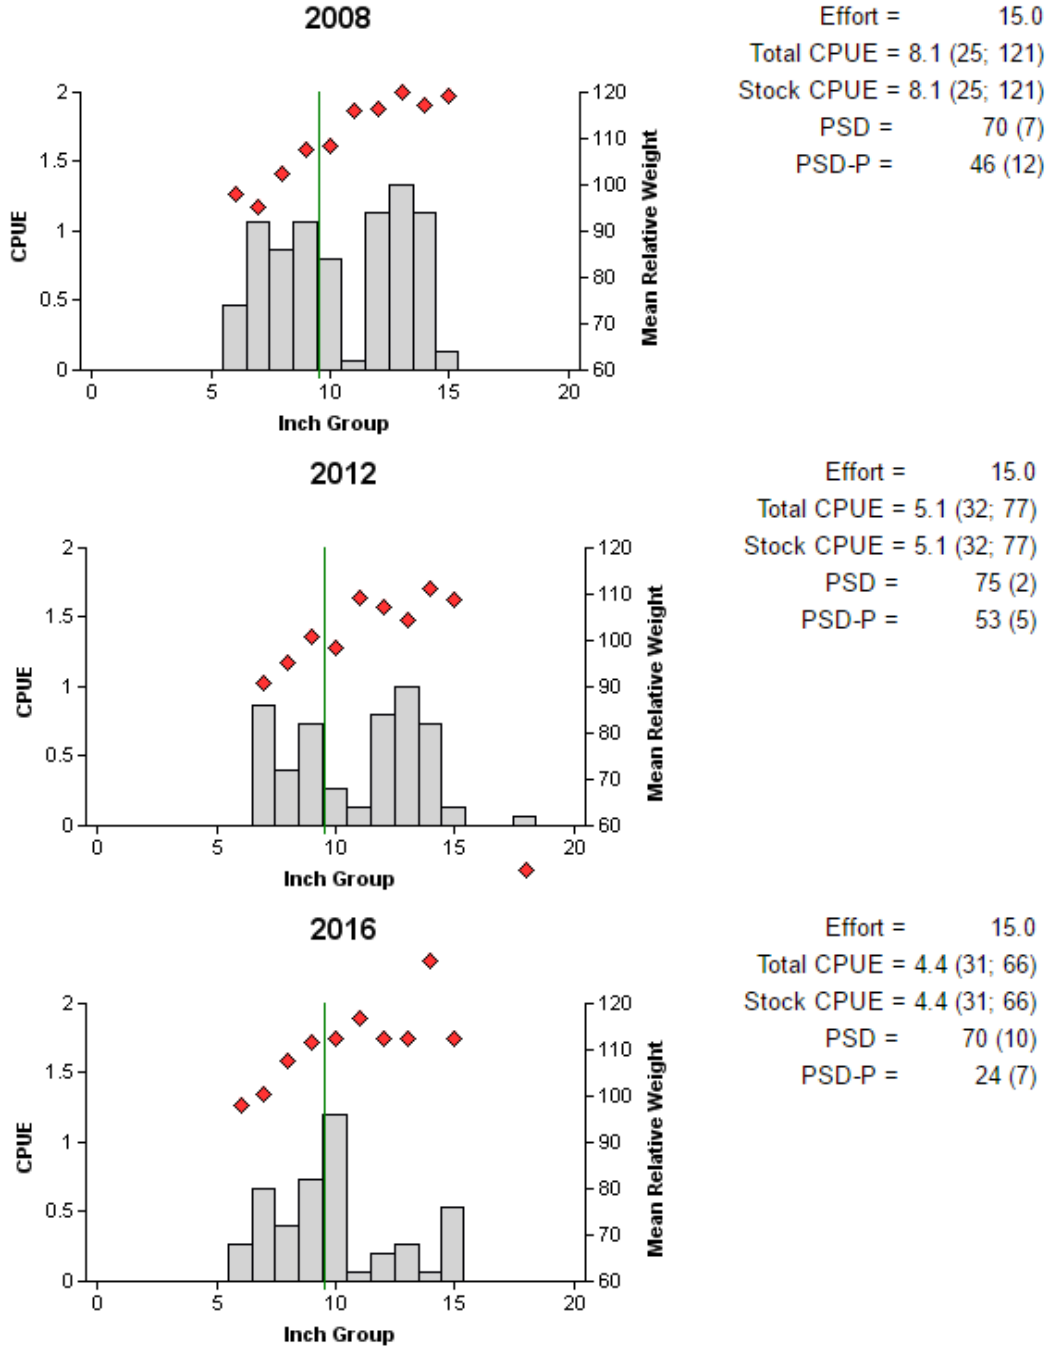 2008
Effort = 15.0
Total CPUE = 8.1 (25; 121)
Stock CPUE = 8.1 (25; 121)
PSD = 70 (7)
PSD-P = 46 (12)
2
1.5
1
0.5
0
CPUE
120
110
100
90
80
70
60
Mean Relative Weight
0 5 10 15 20
Inch Group
2012
Effort = 15.0
Total CPUE = 5.1 (32; 77)
Stock CPUE = 5.1 (32; 77)
PSD = 75 (2)
PSD-P = 53 (5)
2
1.5
1
0.5
0
CPUE
120
110
100
90
80
70
60
Mean Relative Weight
0 5 10 15 20
Inch Group
2016
Effort = 15.0
Total CPUE = 4.4 (31; 66)
Stock CPUE = 4.4 (31; 66)
PSD = 70 (10)
PSD-P = 24 (7)
2
1.5
1
0.5
0
CPUE
120
110
100
90
80
70
60
Mean Relative Weight
0 5 10 15 20
Inch Group